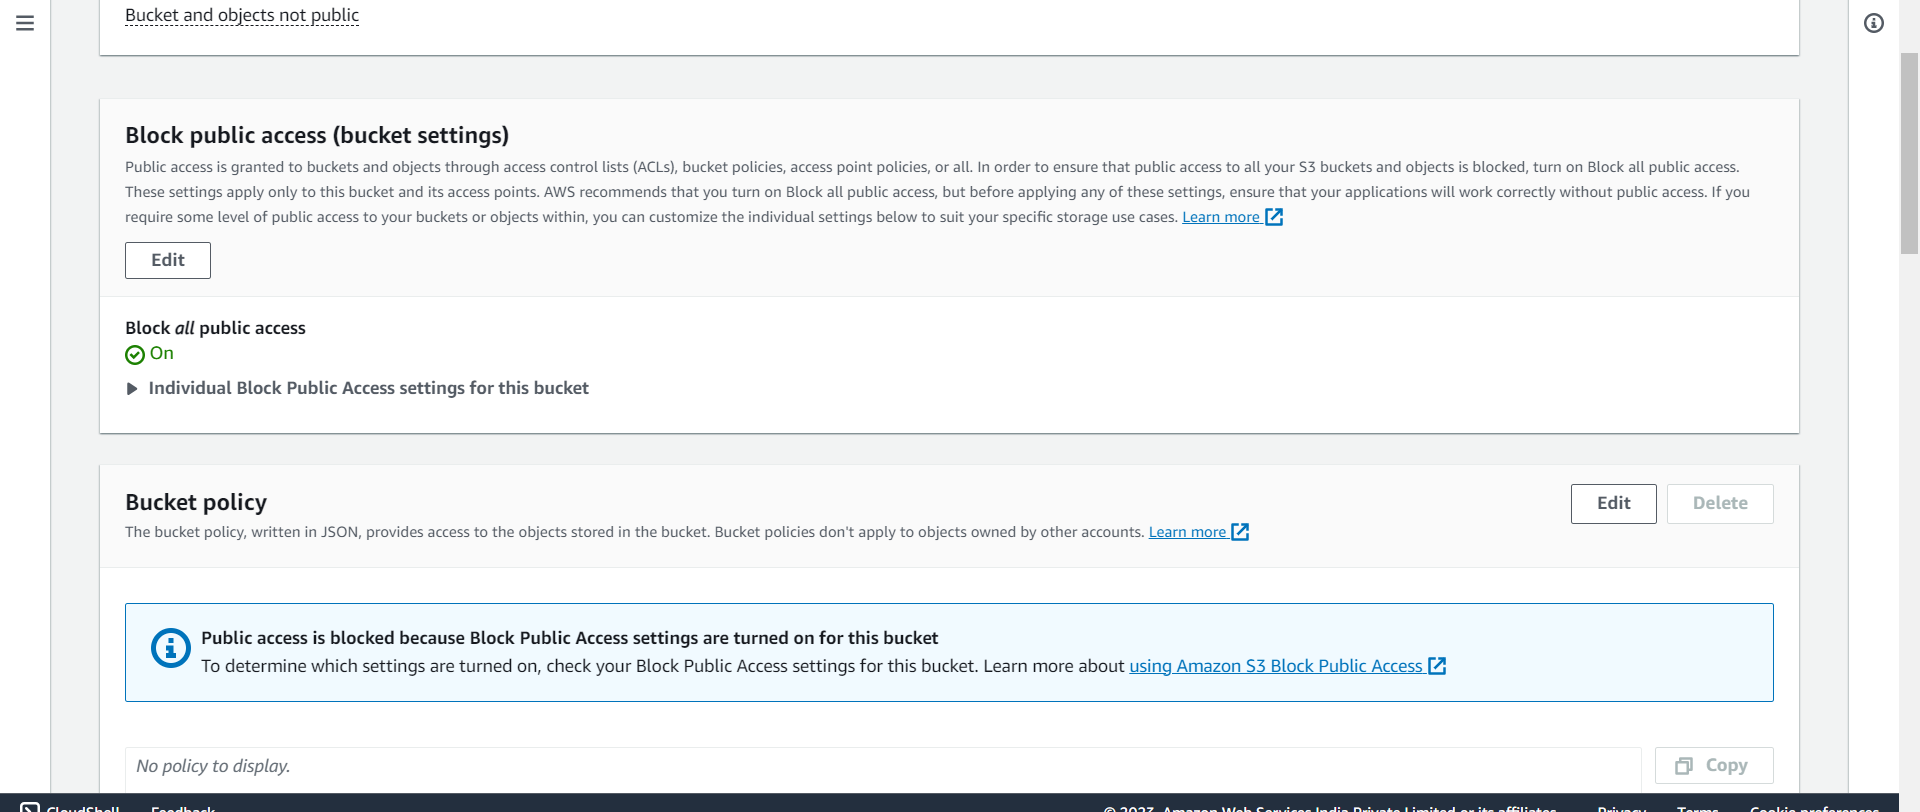 Bucket and objects not public
Block public access (bucket settings)
Public access is granted to buckets and objects through access control lists (ACLs), bucket policies, access point policies, or all. In order to ensure that public access to all your S3 buckets and objects is blocked, turn on Block all public access.
These settings apply only to this bucket and its access points. AWS recommends that you turn on Block all public access, but before applying any of these settings, ensure that your applications will work correctly without public access. If you
require some level of public access to your buckets or objects within, you can customize the individual settings below to suit your specific storage use cases. Learn more
Edit
Block all public access
On
Individual Block Public Access settings for this bucket
Bucket policy
Edit
Delete
The bucket policy, written in JSON, provides access to the objects stored in the bucket. Bucket policies don't apply to objects owned by other accounts. Learn more
Public access is blocked because Block Public Access settings are turned on for this bucket
To determine which settings are turned on, check your Block Public Access settings for this bucket. Learn more about using Amazon S3 Block Public Access
No policy to display.
Copy
CloudShell Feedback © 2023, Amazon Web Services India Private Limited or its affiliates. Privacy Terms Cookie preferences